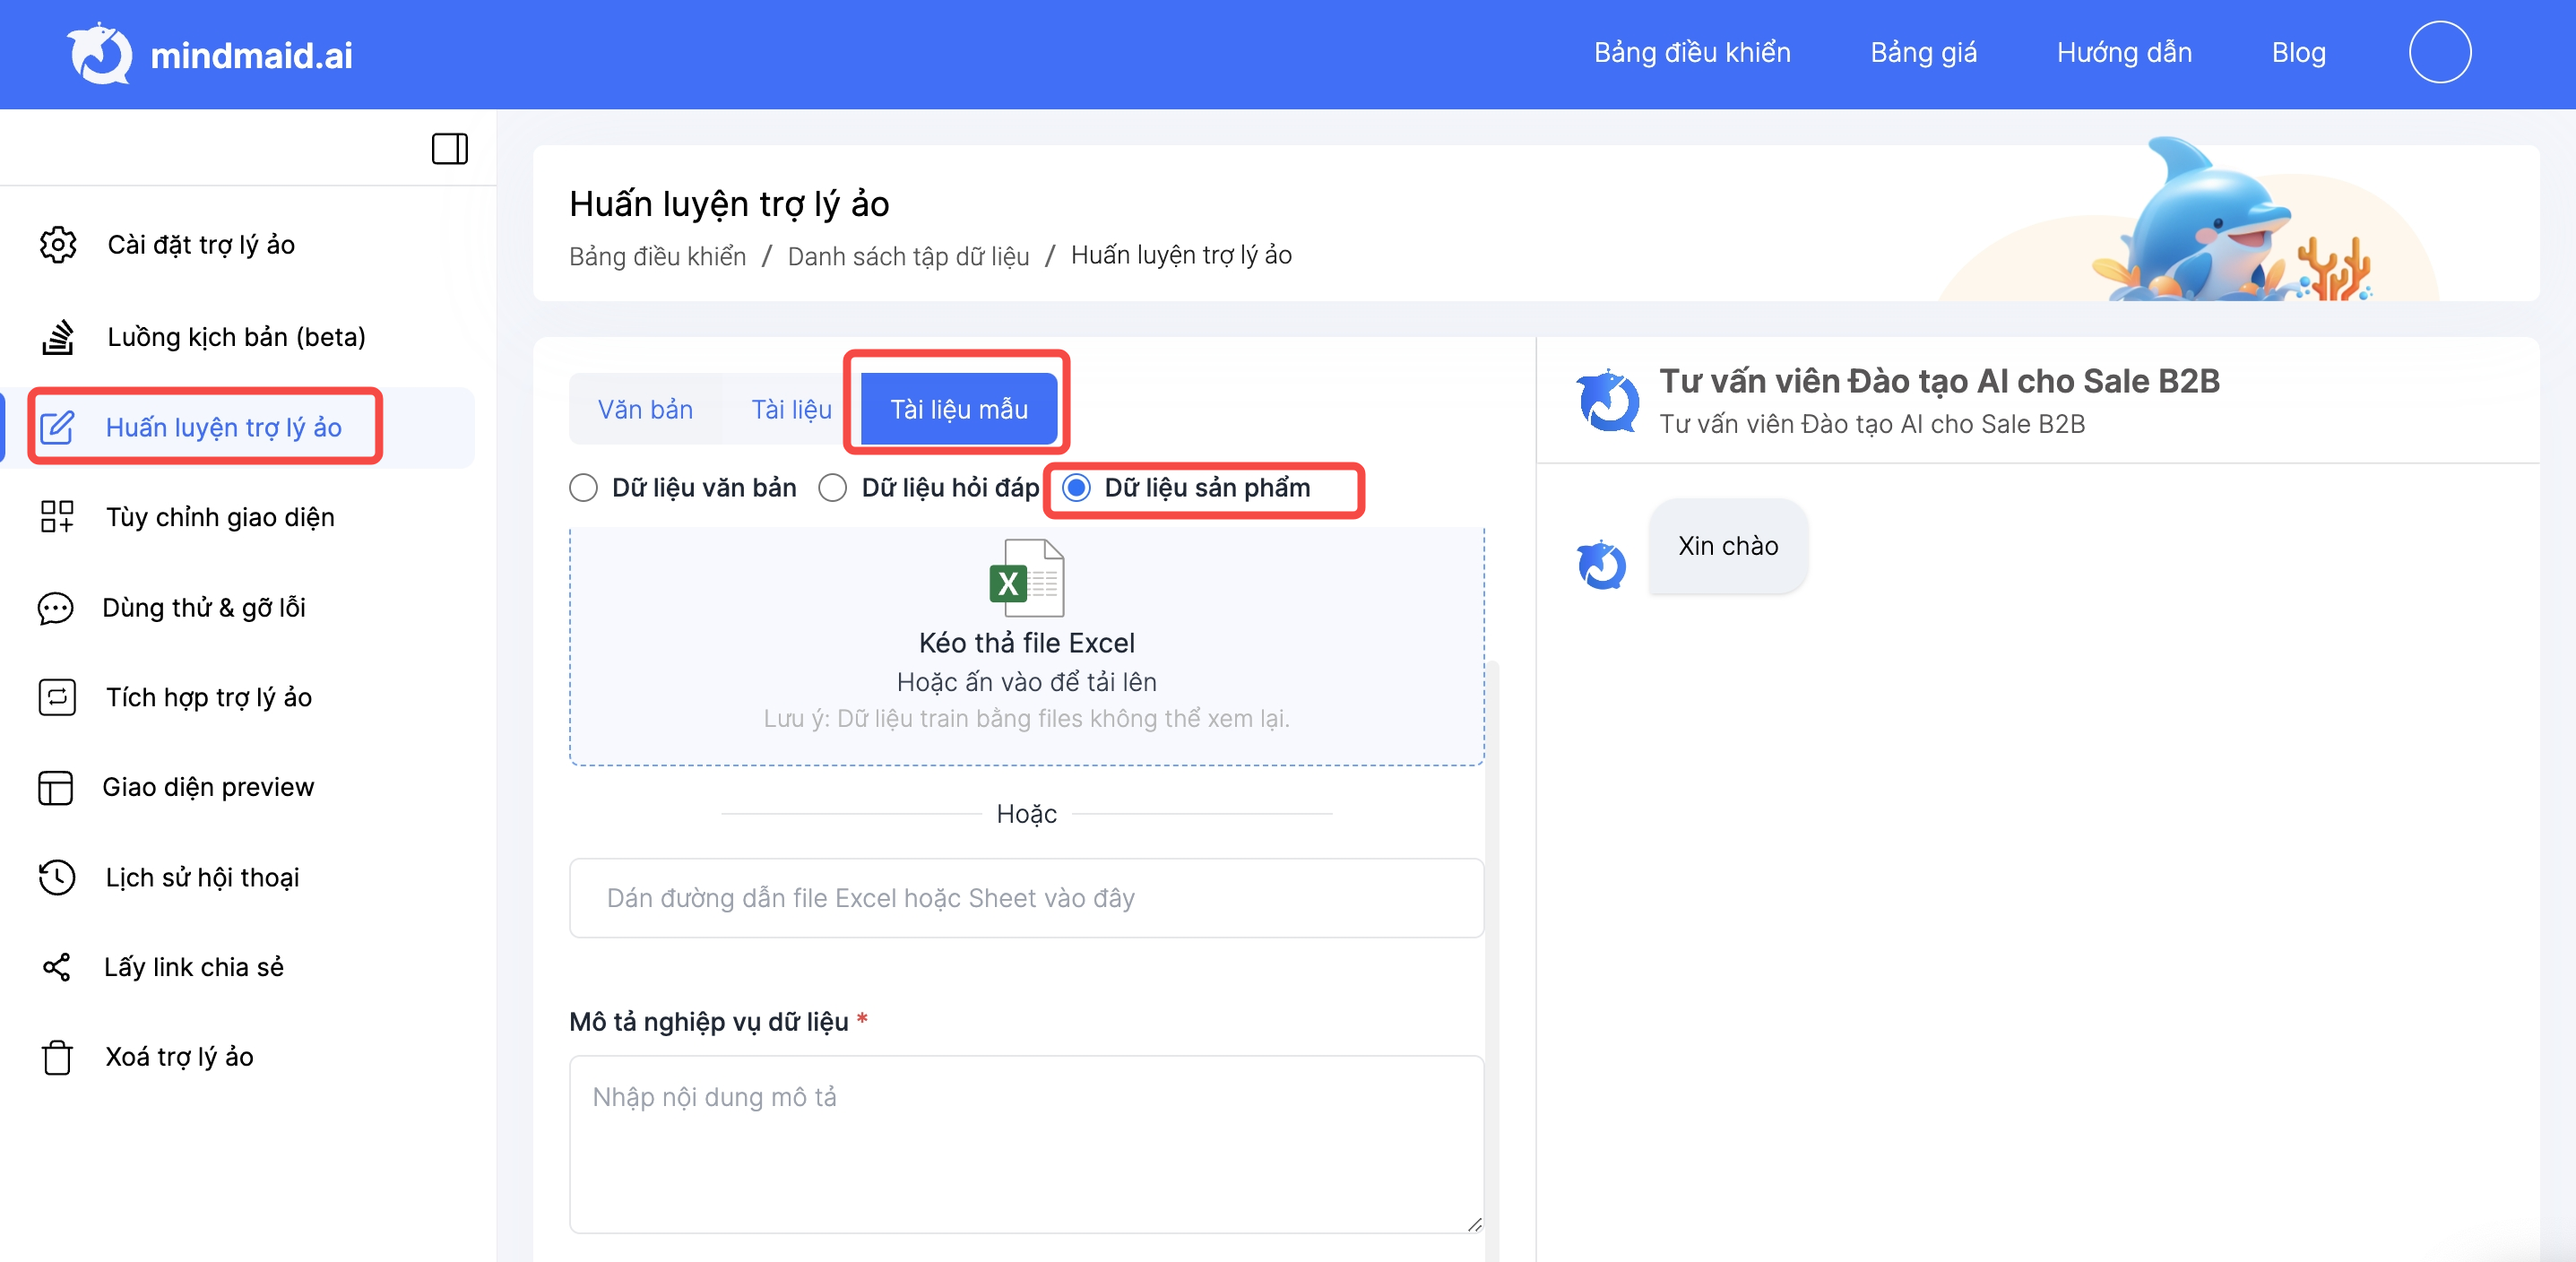 mindmaid.ai
Bảng điều khiển
Bảng giá
Hướng dẫn
Blog
Cài đặt trợ lý ảo
Luồng kịch bản (beta)
Huấn luyện trợ lý ảo
Tùy chỉnh giao diện
Dùng thử & gỡ lỗi
Tích hợp trợ lý ảo
Giao diện preview
Lịch sử hội thoại
Lấy link chia sẻ
Xoá trợ lý ảo
Huấn luyện trợ lý ảo
Bảng điều khiển / Danh sách tập dữ liệu / Huấn luyện trợ lý ảo
Văn bản
Tài liệu
Tài liệu mẫu
Dữ liệu văn bản
Dữ liệu hỏi đáp
Dữ liệu sản phẩm
X
Kéo thả file Excel
Hoặc ấn vào để tải lên
Lưu ý: Dữ liệu train bằng files không thể xem lại.
Hoặc
Dán đường dẫn file Excel hoặc Sheet vào đây
Mô tả nghiệp vụ dữ liệu *
Nhập nội dung mô tả
Tư vấn viên Đào tạo AI cho Sale B2B
Tư vấn viên Đào tạo AI cho Sale B2B
Xin chào